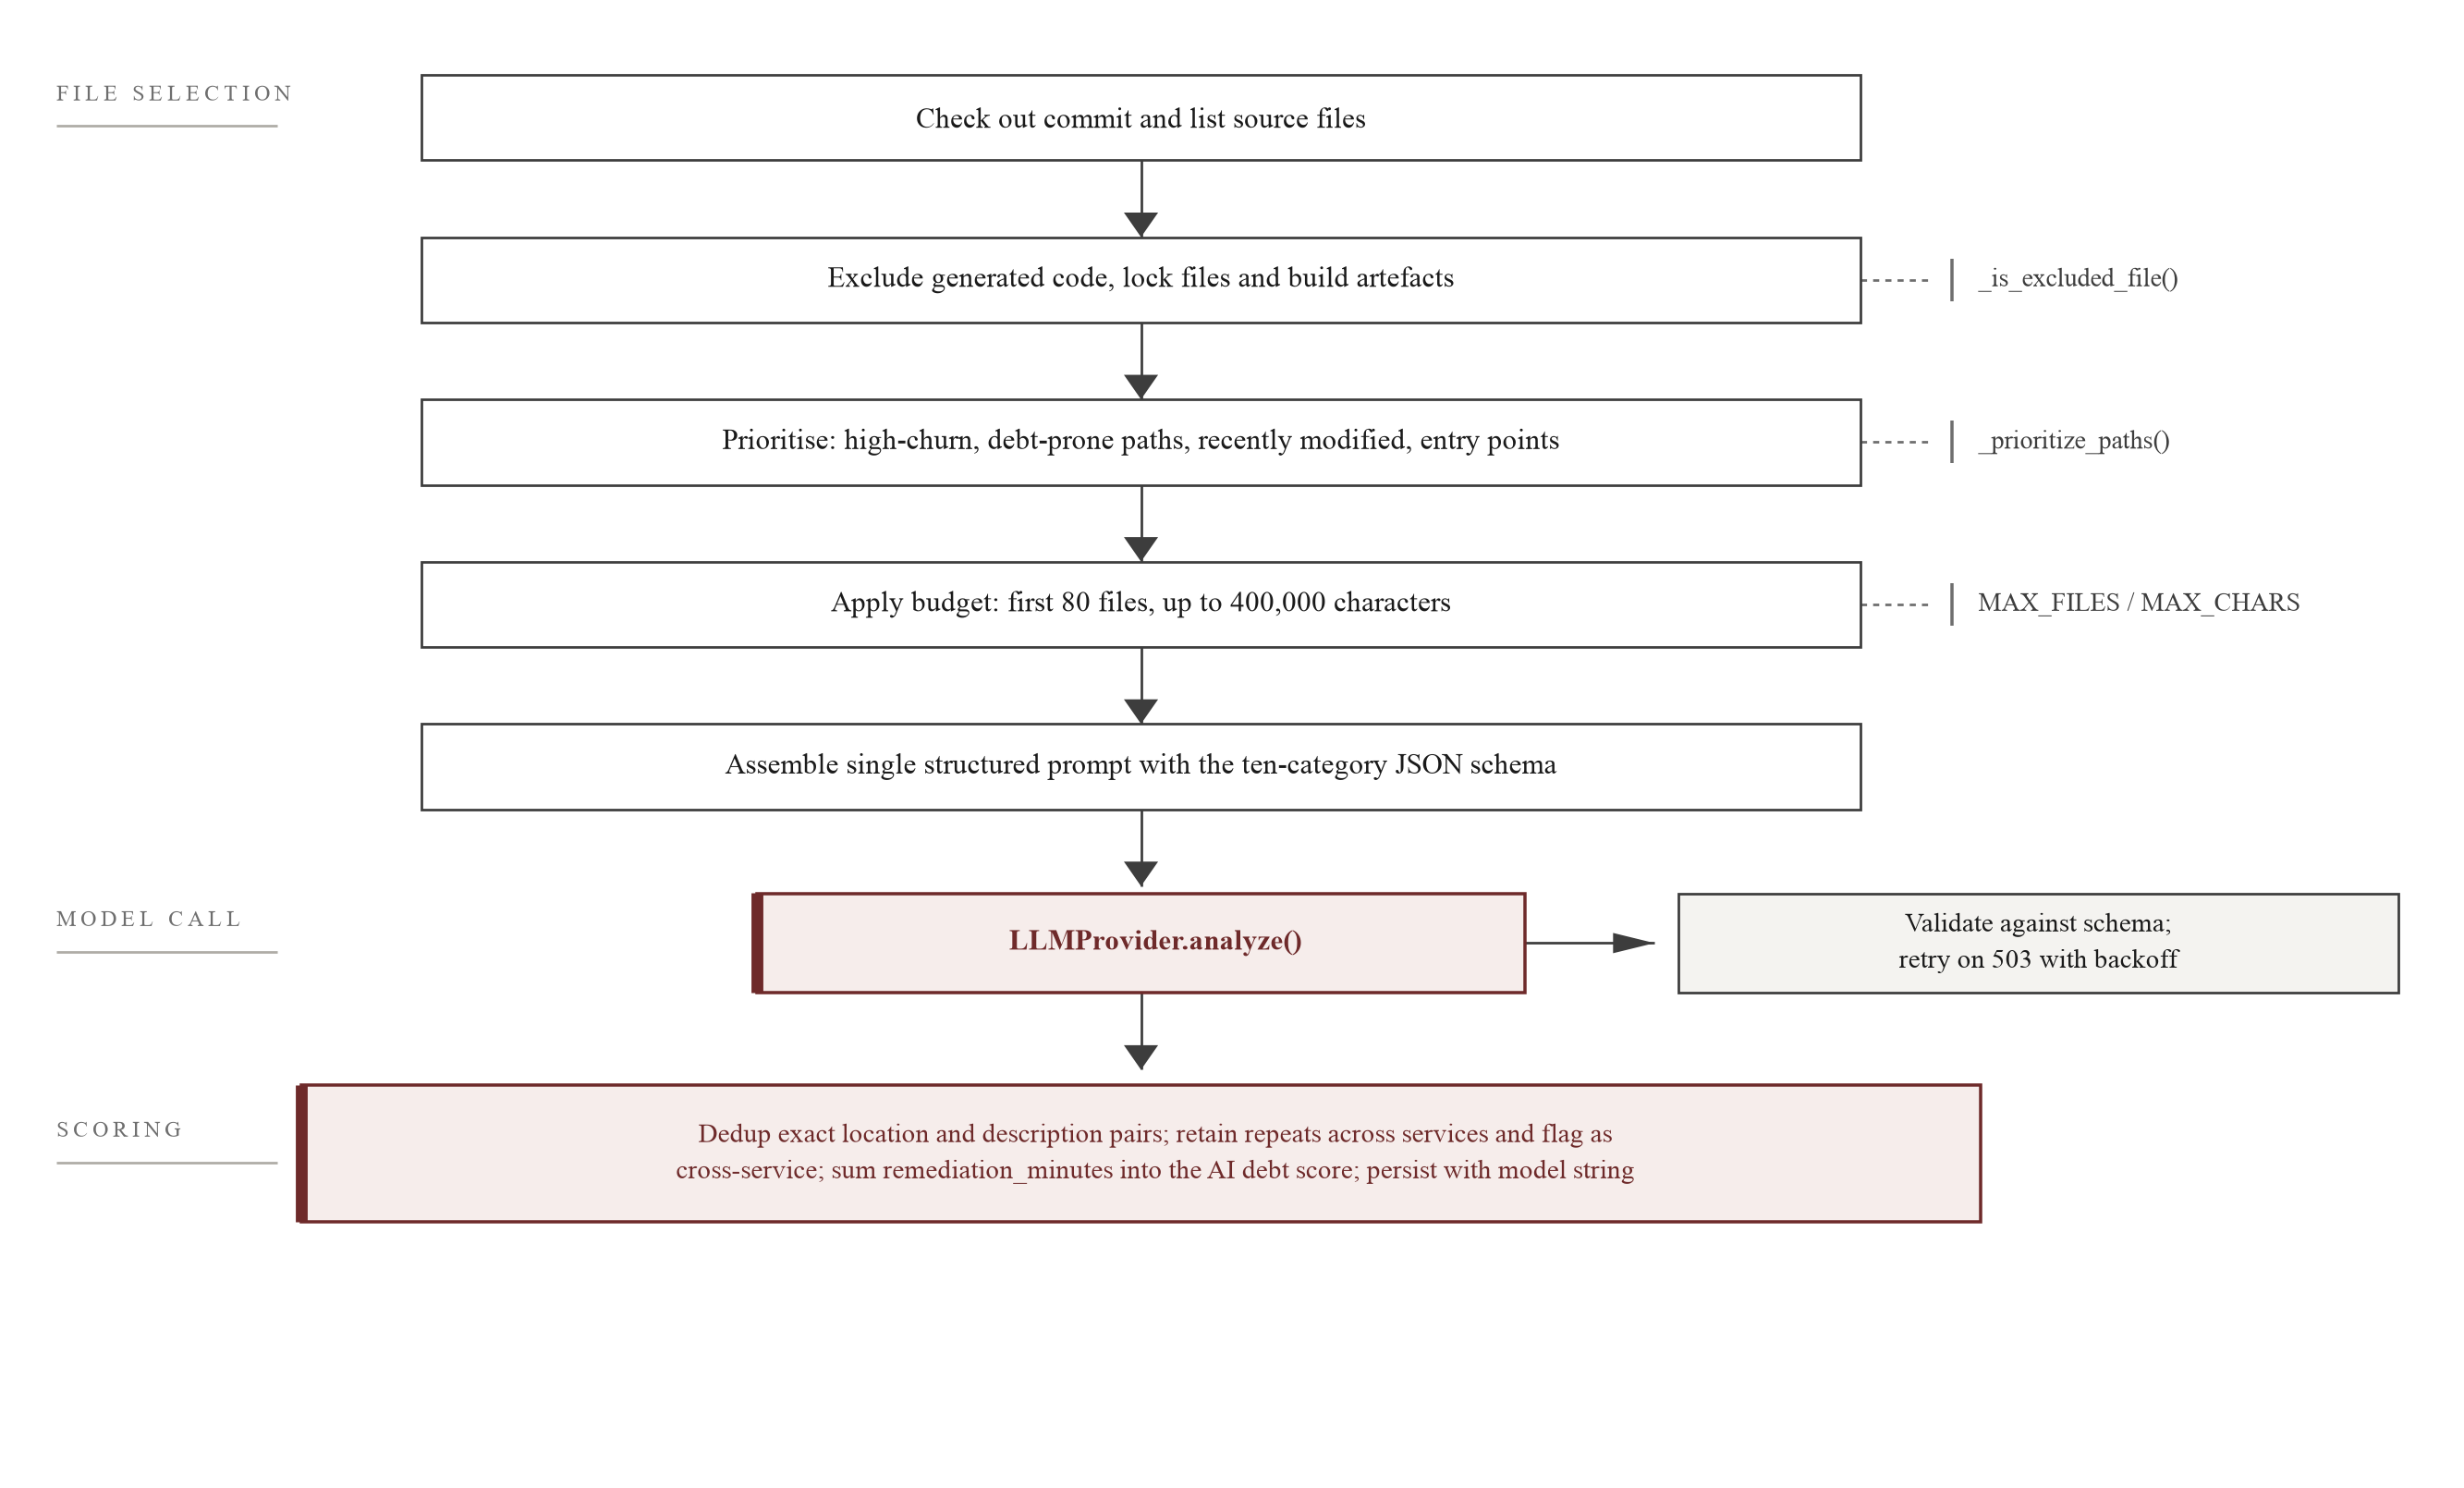 FILE SELECTION
Check out commit and list source files
Exclude generated code, lock files and build artefacts
_is_excluded_file()
Prioritise: high-churn, debt-prone paths, recently modified, entry points
_prioritize_paths()
Apply budget: first 80 files, up to 400,000 characters
MAX_FILES / MAX_CHARS
Assemble single structured prompt with the ten-category JSON schema
MODEL CALL
LLMProvider.analyze()
Validate against schema;
retry on 503 with backoff
SCORING
Dedup exact location and description pairs; retain repeats across services and flag as
cross-service; sum remediation_minutes into the AI debt score; persist with model string